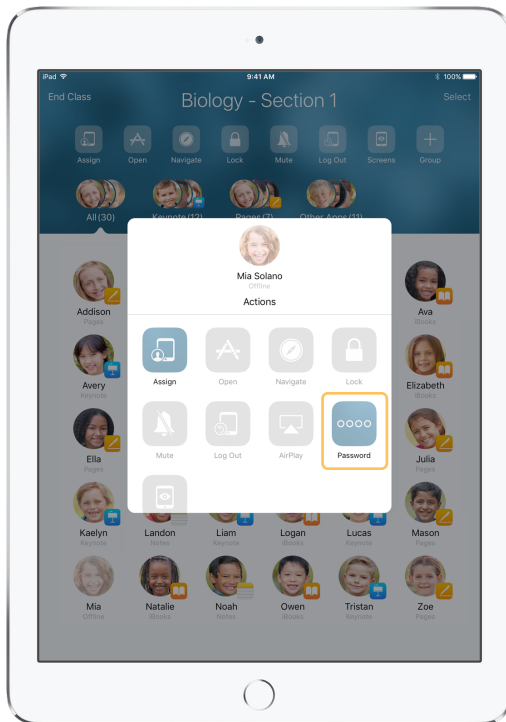 iPad 9:41 AM 100%
End Class Biology - Section 1 Select
Assign Open Navigate Lock Mute Log Out Screens Group
All (30) Keynote (12) Pages (7) Other Apps (11)
Mia Solano
Offline
Actions
Addison Ava
Pages iBooks
Assign Open Navigate Lock
Avery Elizabeth
Keynote iBooks
Mute Log Out AirPlay Password
Ella Julia
Pages Pages
Kaelyn Landon Liam Logan Lucas Mason
Keynote Notes Keynote iBooks Keynote Pages
Mia Natalie Noah Owen Tristan Zoe
Offline iBooks Notes iBooks Keynote Pages